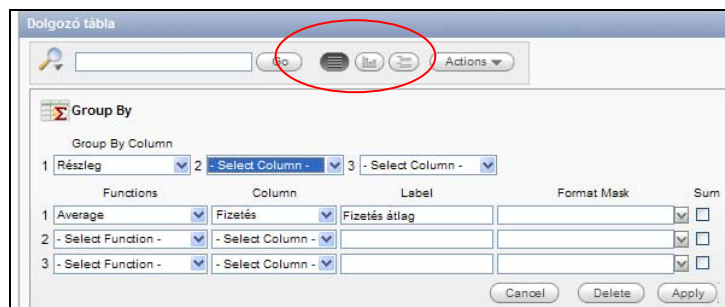 Dolgozó tábla
Go Actions
Group By
Group By Column
1 Részleg 2 - Select Column - 3 - Select Column -
Functions Column Label Format Mask Sum
1 Average Fizetés Fizetés átlag
2 - Select Function - - Select Column -
3 - Select Function - - Select Column -
Cancel Delete Apply